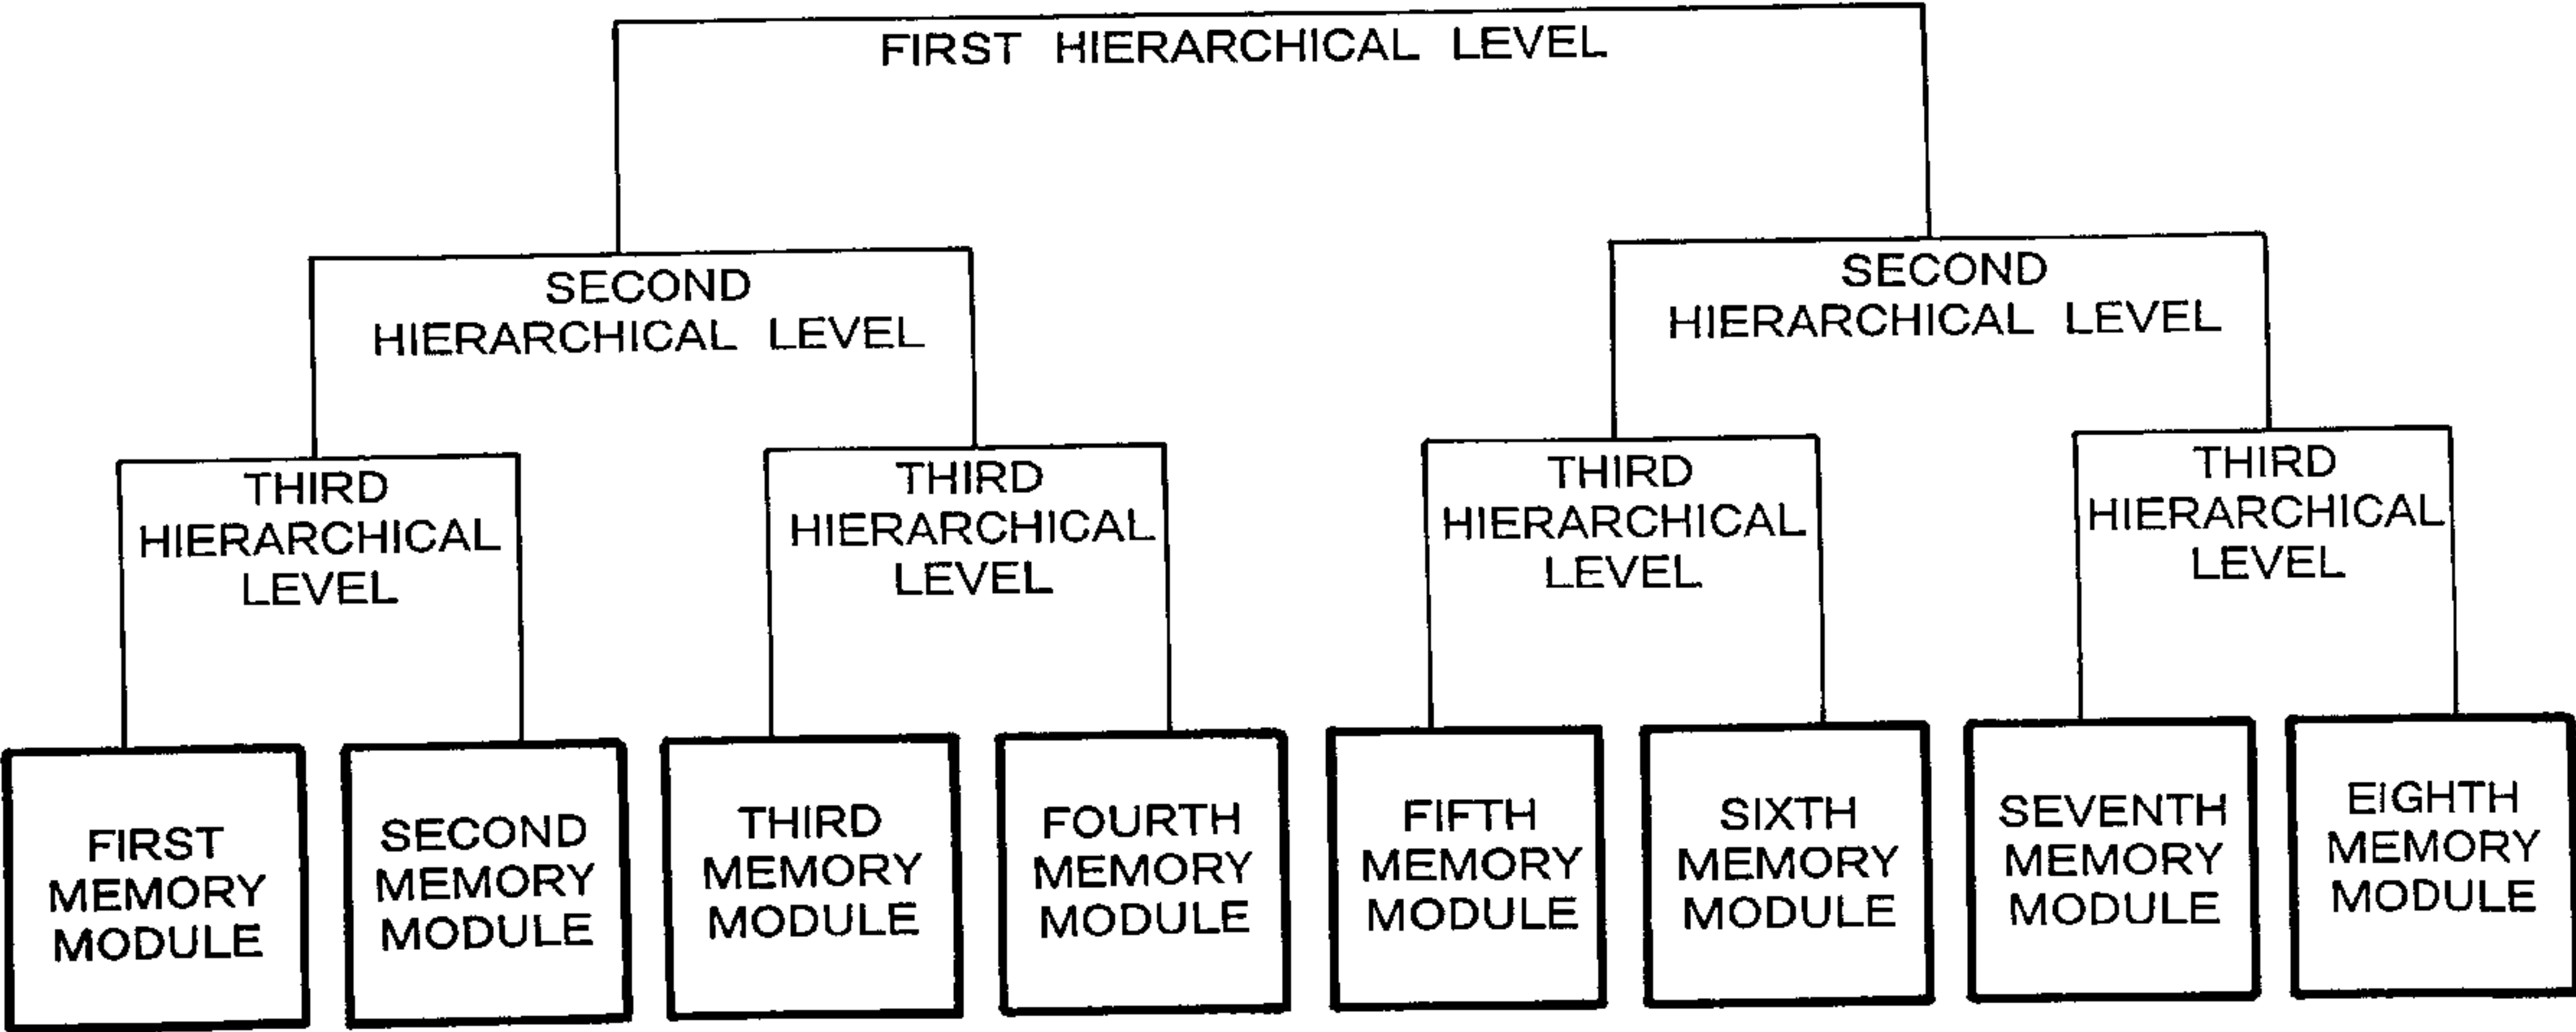 FIRST HIERARCHICAL LEVEL
SECOND
HIERARCHICAL LEVEL
SECOND
HIERARCHICAL LEVEL
THIRD
HIERARCHICAL
LEVEL
THIRD
HIERARCHICAL
LEVEL
THIRD
HIERARCHICAL
LEVEL
THIRD
HIERARCHICAL
LEVEL
FIRST
MEMORY
MODULE
SECOND
MEMORY
MODULE
THIRD
MEMORY
MODULE
FOURTH
MEMORY
MODULE
FIFTH
MEMORY
MODULE
SIXTH
MEMORY
MODULE
SEVENTH
MEMORY
MODULE
EIGHTH
MEMORY
MODULE